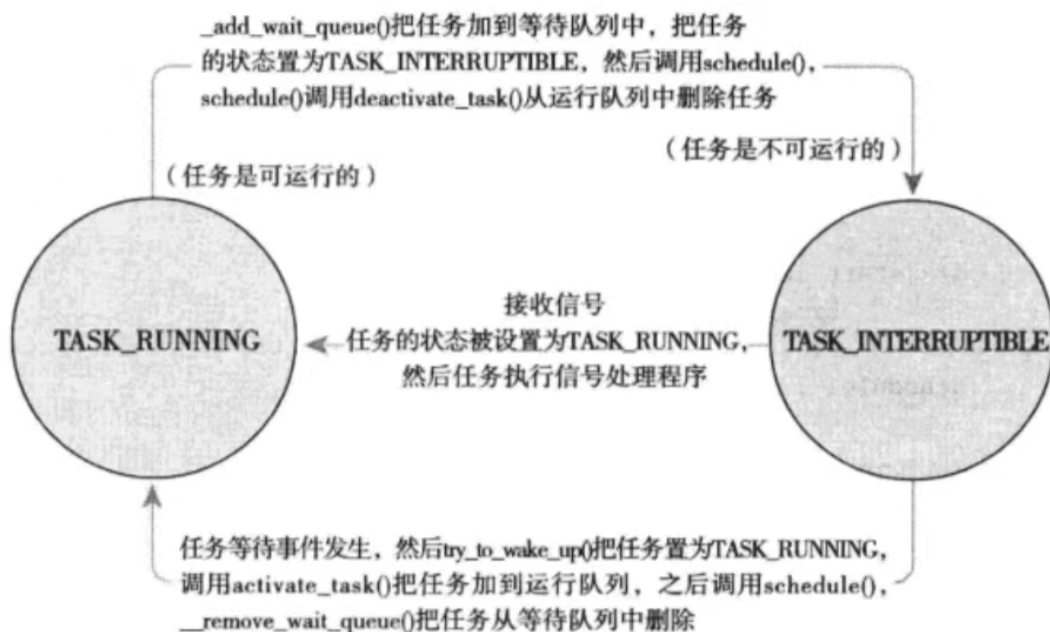 _add_wait_queue()把任务加到等待队列中，把任务
的状态置为TASK_INTERRUPTIBLE，然后调用schedule()，
schedule()调用deactivate_task()从运行队列中删除任务
（任务是可运行的）
（任务是不可运行的）
TASK_RUNNING
接收信号
任务的状态被设置为TASK_RUNNING，
然后任务执行信号处理程序
TASK_INTERRUPTIBLE
任务等待事件发生，然后try_to_wake_up()把任务置为TASK_RUNNING，
调用activate_task()把任务加到运行队列，之后调用schedule()，
__remove_wait_queue()把任务从等待队列中删除